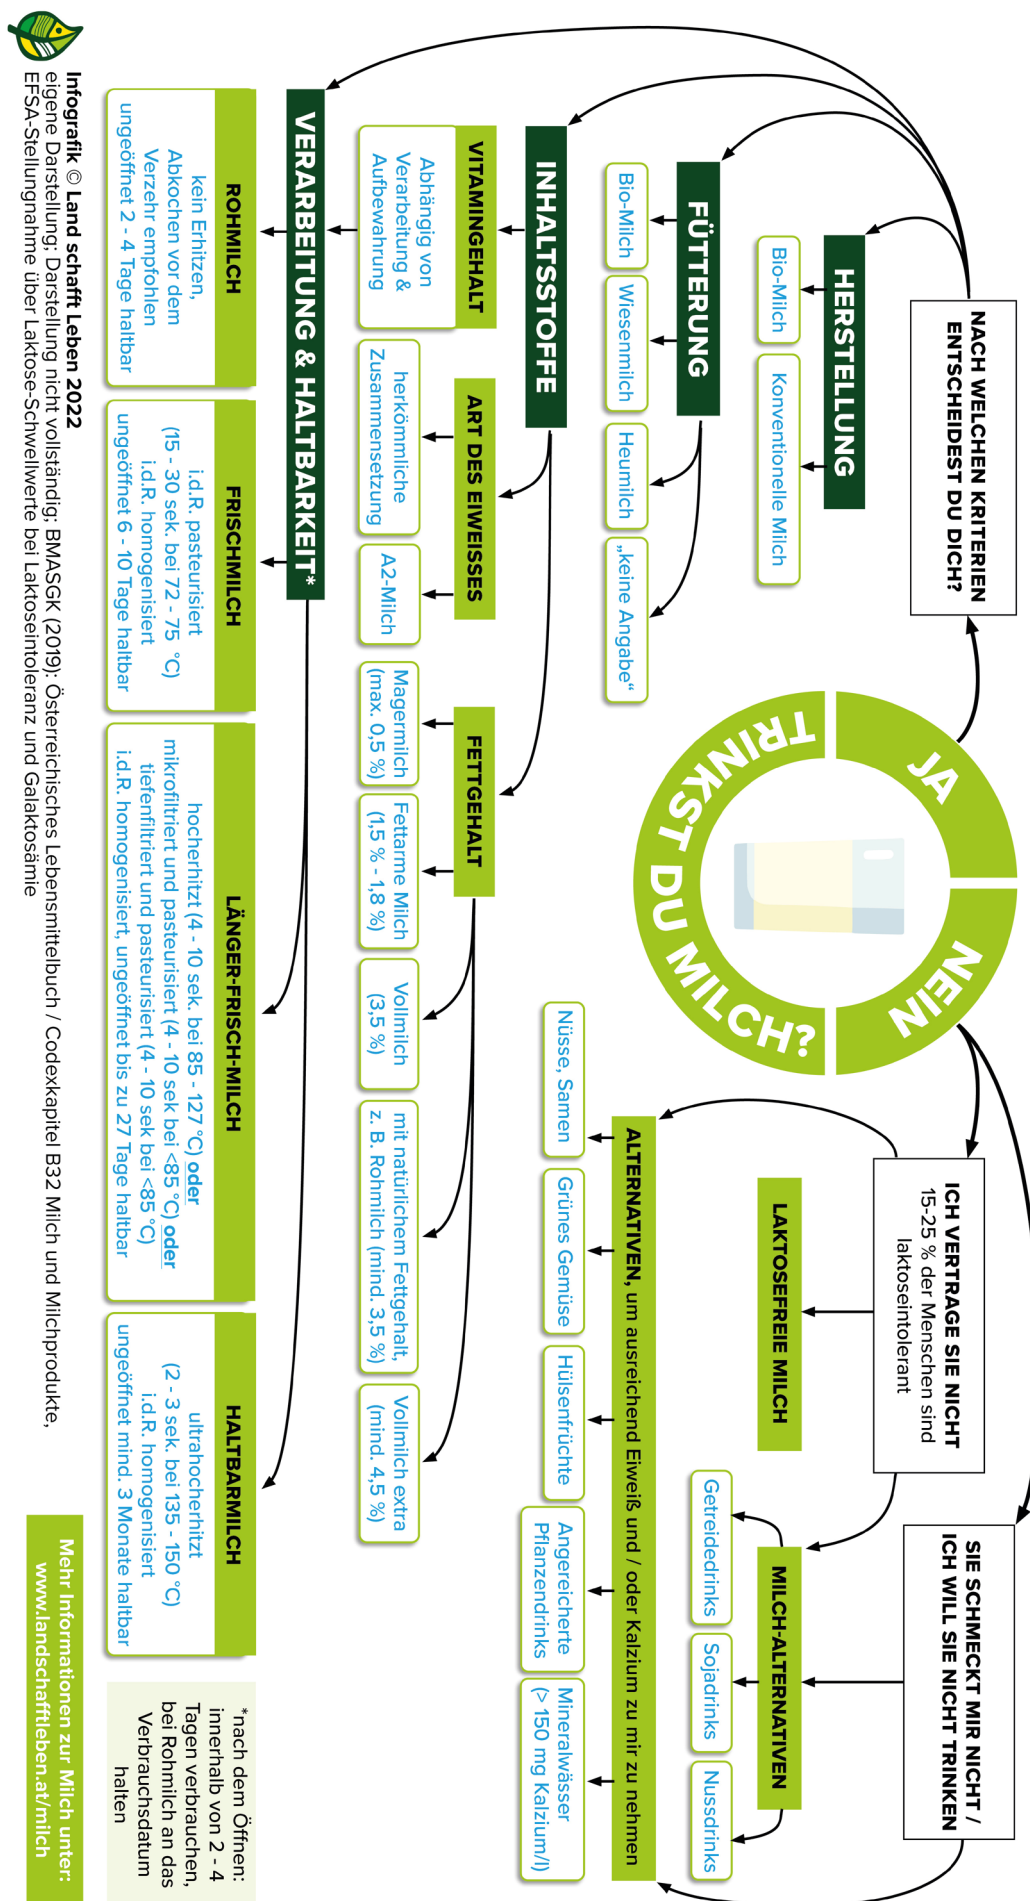 TRINKST DU MILCH?
JA
NEIN
NACH WELCHEN KRITERIEN
ENTSCHEIDEST DU DICH?
HERSTELLUNG
Bio-Milch
Konventionelle Milch
FÜTTERUNG
Bio-Milch
Wiesenmilch
Heumilch
„keine Angabe“
INHALTSSTOFFE
VITAMINGEHALT
Abhängig von
Verarbeitung &
Aufbewahrung
ART DES EIWEISSES
herkömmliche
Zusammensetzung
A2-Milch
FETTGEHALT
Magermilch
(max. 0,5 %)
Fettarme Milch
(1,5 % - 1,8 %)
Vollmilch
(3,5 %)
mit natürlichem Fettgehalt,
z. B. Rohmilch (mind. 3,5 %)
Vollmilch extra
(mind. 4,5 %)
VERARBEITUNG & HALTBARKEIT*
ROHMILCH
kein Erhitzen,
Abkochen vor dem
Verzehr empfohlen
ungeöffnet 2 - 4 Tage haltbar
FRISCHMILCH
i.d.R. pasteurisiert
(15 - 30 sek. bei 72 - 75 °C)
i.d.R. homogenisiert
ungeöffnet 6 - 10 Tage haltbar
LÄNGER-FRISCH-MILCH
hocherhitzt (4 - 10 sek. bei 85 - 127 °C) oder
mikrofiltriert und pasteurisiert (4 - 10 sek bei <85 °C) oder
tiefenfiltriert und pasteurisiert (4 - 10 sek bei <85 °C)
i.d.R. homogenisiert, ungeöffnet bis zu 27 Tage haltbar
HALTBARMILCH
ultrahocherhitzt
(2 - 3 sek. bei 135 - 150 °C)
i.d.R. homogenisiert
ungeöffnet mind. 3 Monate haltbar
ICH VERTRAGE SIE NICHT
15-25 % der Menschen sind
laktoseintolerant
SIE SCHMECKT MIR NICHT /
ICH WILL SIE NICHT TRINKEN
LAKTOSEFREIE MILCH
MILCH-ALTERNATIVEN
Getreidedrinks
Sojadrinks
Nussdrinks
ALTERNATIVEN, um ausreichend Eiweiß und / oder Kalzium zu mir zu nehmen
Nüsse, Samen
Grünes Gemüse
Hülsenfrüchte
Angereicherte
Pflanzendrinks
Mineralwässer
(> 150 mg Kalzium/l)
*nach dem Öffnen:
innerhalb von 2 - 4
Tagen verbrauchen,
bei Rohmilch an das
Verbrauchsdatum
halten
Infografik © Land schafft Leben 2022
eigene Darstellung; Darstellung nicht vollständig; BMASGK (2019): Österreichisches Lebensmittelbuch / Codexkapitel B32 Milch und Milchprodukte,
EFSA-Stellungnahme über Laktose-Schwellwerte bei Laktoseintoleranz und Galaktosämie
Mehr Informationen zur Milch unter:
www.landschafftleben.at/milch